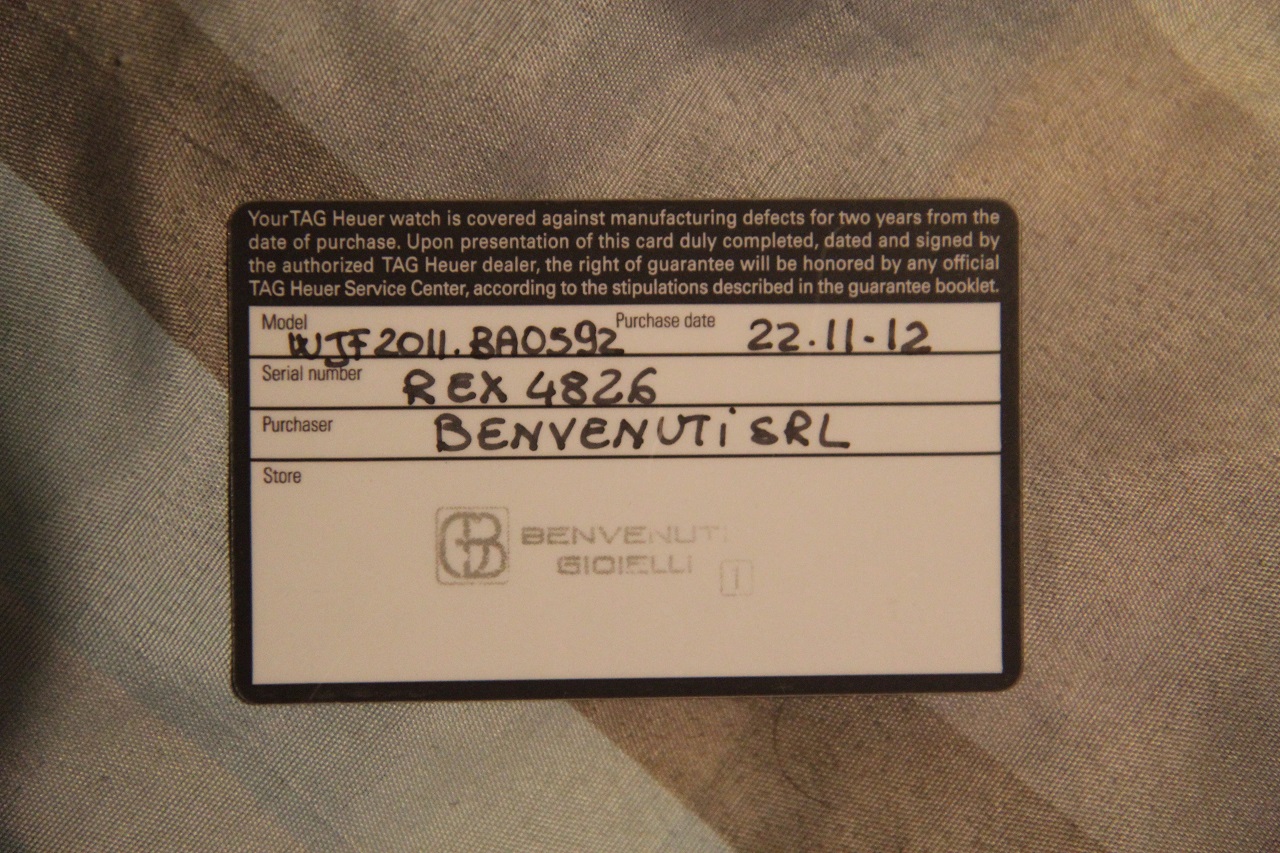 Your TAG Heuer watch is covered against manufacturing defects for two years from the
date of purchase. Upon presentation of this card duly completed, dated and signed by
the authorized TAG Heuer dealer, the right of guarantee will be honored by any official
TAG Heuer Service Center, according to the stipulations described in the guarantee booklet.
Model WJF2011.BA0592 Purchase date 22.11.12
Serial number REX 4826
Purchaser BENVENUTi SRL
Store
BENVENUTi
GIOIELLi